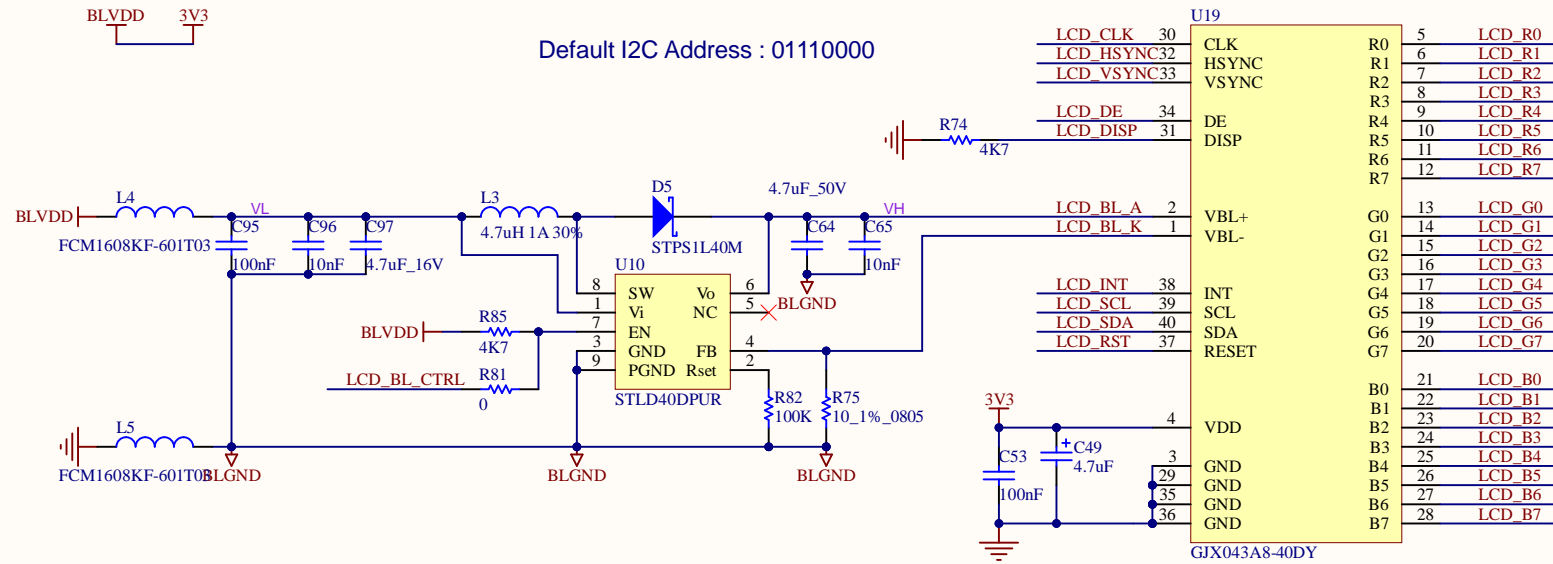 BLVDD 3V3
Default I2C Address : 01110000
U19
LCD_CLK 30 CLK
LCD_HSYNC 32 HSYNC
LCD_VSYNC 33 VSYNC
LCD_DE 34 DE
LCD_DISP 31 DISP
R74
4K7
LCD_BL_A 2 VBL+
LCD_BL_K 1 VBL-
LCD_INT 38 INT
LCD_SCL 39 SCL
LCD_SDA 40 SDA
LCD_RST 37 RESET
4 VDD
3 GND
29 GND
35 GND
36 GND
R0 5 LCD_R0
R1 6 LCD_R1
R2 7 LCD_R2
R3 8 LCD_R3
R4 9 LCD_R4
R5 10 LCD_R5
R6 11 LCD_R6
R7 12 LCD_R7
G0 13 LCD_G0
G1 14 LCD_G1
G2 15 LCD_G2
G3 16 LCD_G3
G4 17 LCD_G4
G5 18 LCD_G5
G6 19 LCD_G6
G7 20 LCD_G7
B0 21 LCD_B0
B1 22 LCD_B1
B2 23 LCD_B2
B3 24 LCD_B3
B4 25 LCD_B4
B5 26 LCD_B5
B6 27 LCD_B6
B7 28 LCD_B7
GJX043A8-40DY
BLVDD
L4
FCM1608KF-601T03
VL
C95
100nF
C96
10nF
C97
4.7uF_16V
L3
4.7uH 1A 30%
D5
STPS1L40M
4.7uF_50V
C64
VH
C65
10nF
BLGND
U10
8 SW Vo 6
1 Vi NC 5
7 EN
3 GND FB 4
9 PGND Rset 2
STLD40DPUR
BLVDD
R85
4K7
LCD_BL_CTRL
R81
0
R82
100K
R75
10_1%_0805
L5
FCM1608KF-601T03
BLGND
BLGND
BLGND
3V3
C53
100nF
+
C49
4.7uF